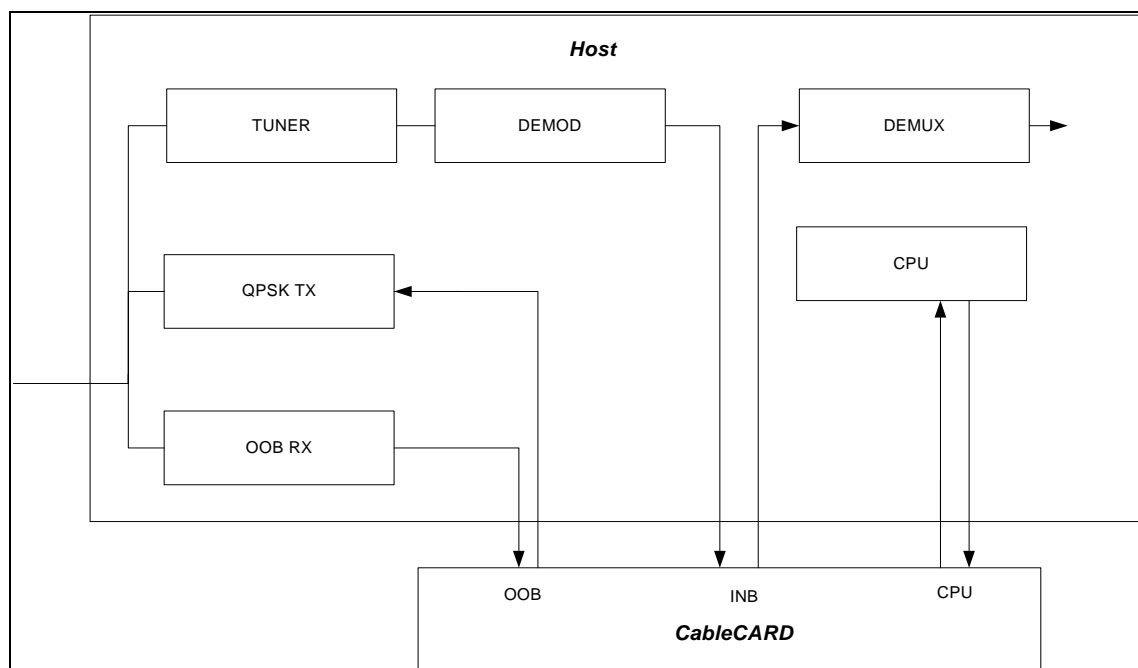 Host
TUNER
DEMOD
DEMUX
CPU
QPSK TX
OOB RX
OOB
INB
CPU
CableCARD